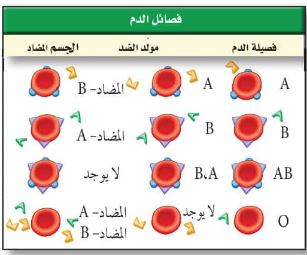 فصائل الدم
فصيلة الدم مولد الضد الجسم المضاد
A A المضاد- B
B B المضاد- A
AB B،A لا يوجد
O لا يوجد المضاد- A
المضاد- B